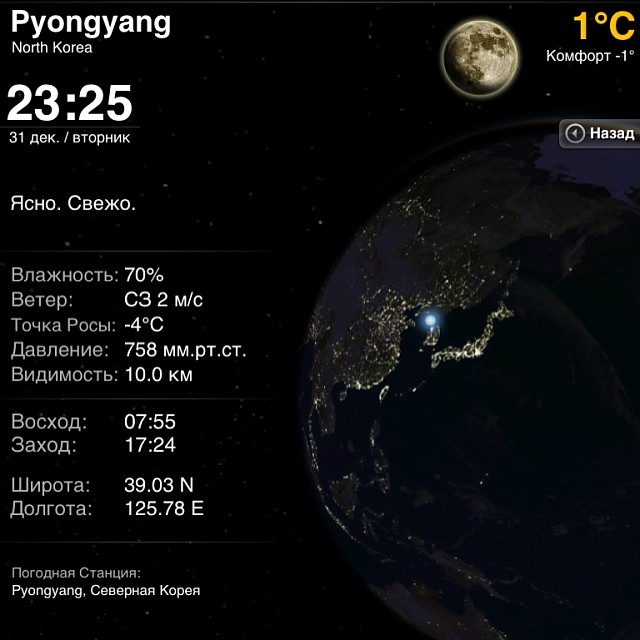 Pyongyang
North Korea
1°C
Комфорт -1°
23:25
31 дек. / вторник
Назад
Ясно. Свежо.
Влажность: 70%
Ветер: СЗ 2 м/с
Точка Росы: -4°C
Давление: 758 мм.рт.ст.
Видимость: 10.0 км
Восход: 07:55
Заход: 17:24
Широта: 39.03 N
Долгота: 125.78 E
Погодная Станция:
Pyongyang, Северная Корея